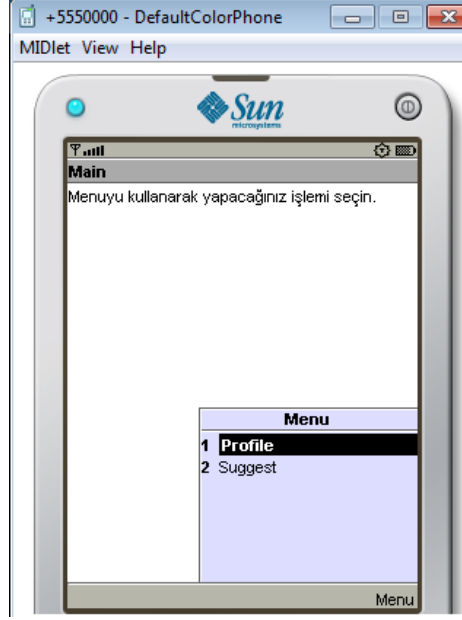 +5550000 - DefaultColorPhone
MIDlet View Help
Sun
microsystems
Main
Menuyu kullanarak yapacağınız işlemi seçin.
Menu
1 Profile
2 Suggest
Menu